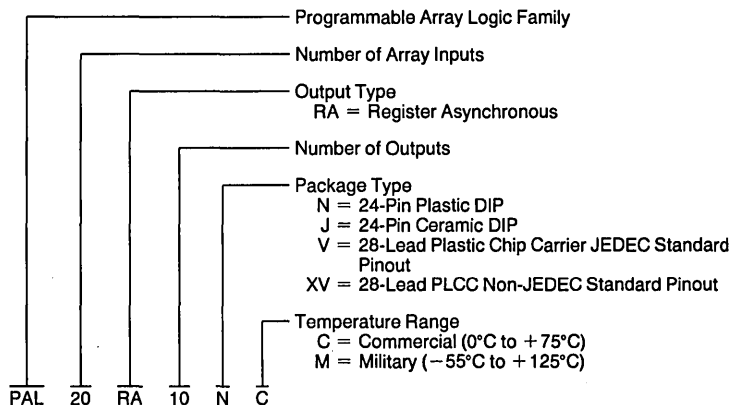 Programmable Array Logic Family
Number of Array Inputs
Output Type
RA = Register Asynchronous
Number of Outputs
Package Type
N = 24-Pin Plastic DIP
J = 24-Pin Ceramic DIP
V = 28-Lead Plastic Chip Carrier JEDEC Standard
Pinout
XV = 28-Lead PLCC Non-JEDEC Standard Pinout
Temperature Range
C = Commercial (0°C to +75°C)
M = Military (−55°C to +125°C)
PAL 20 RA 10 N C